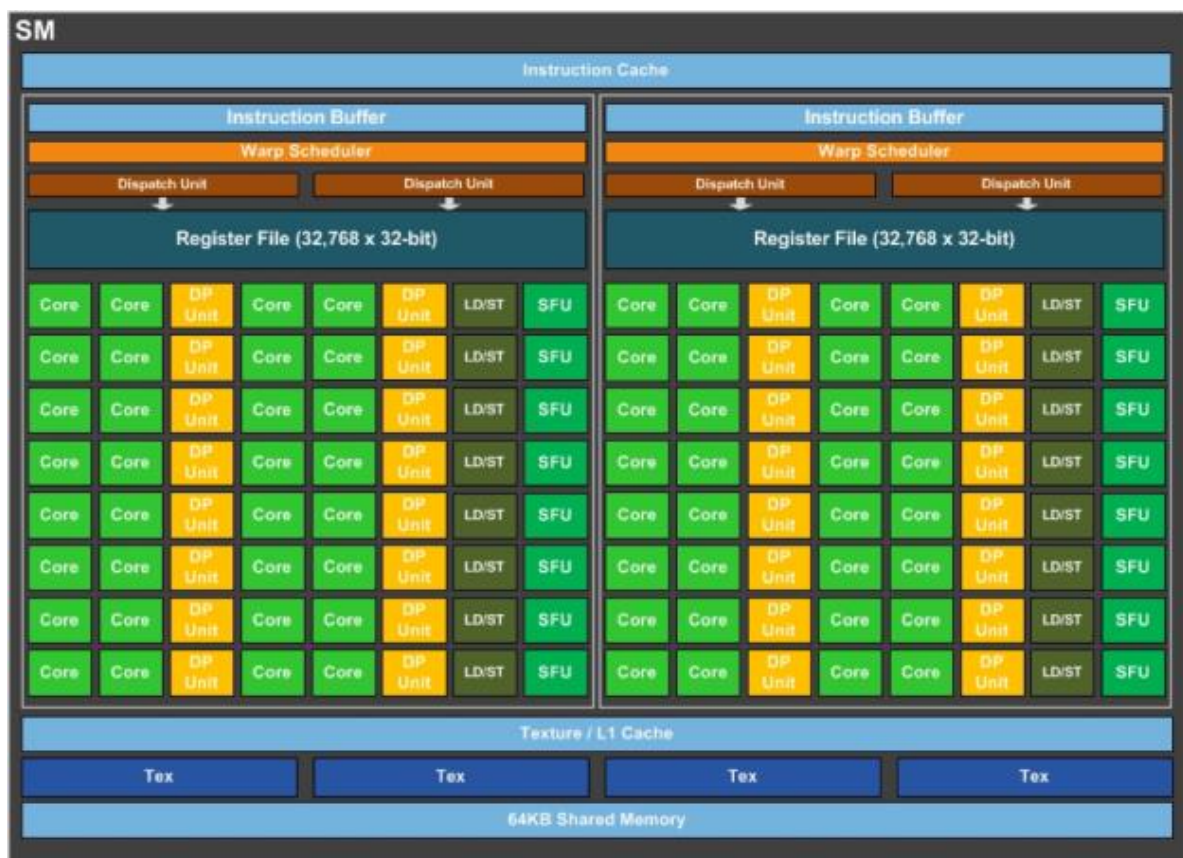 SM
Instruction Cache
Instruction Buffer Instruction Buffer
Warp Scheduler Warp Scheduler
Dispatch Unit Dispatch Unit Dispatch Unit Dispatch Unit
Register File (32,768 x 32-bit) Register File (32,768 x 32-bit)
Core Core DP Unit Core Core DP Unit LD/ST SFU Core Core DP Unit Core Core DP Unit LD/ST SFU
Core Core DP Unit Core Core DP Unit LD/ST SFU Core Core DP Unit Core Core DP Unit LD/ST SFU
Core Core DP Unit Core Core DP Unit LD/ST SFU Core Core DP Unit Core Core DP Unit LD/ST SFU
Core Core DP Unit Core Core DP Unit LD/ST SFU Core Core DP Unit Core Core DP Unit LD/ST SFU
Core Core DP Unit Core Core DP Unit LD/ST SFU Core Core DP Unit Core Core DP Unit LD/ST SFU
Core Core DP Unit Core Core DP Unit LD/ST SFU Core Core DP Unit Core Core DP Unit LD/ST SFU
Core Core DP Unit Core Core DP Unit LD/ST SFU Core Core DP Unit Core Core DP Unit LD/ST SFU
Core Core DP Unit Core Core DP Unit LD/ST SFU Core Core DP Unit Core Core DP Unit LD/ST SFU
Texture / L1 Cache
Tex Tex Tex Tex
64KB Shared Memory